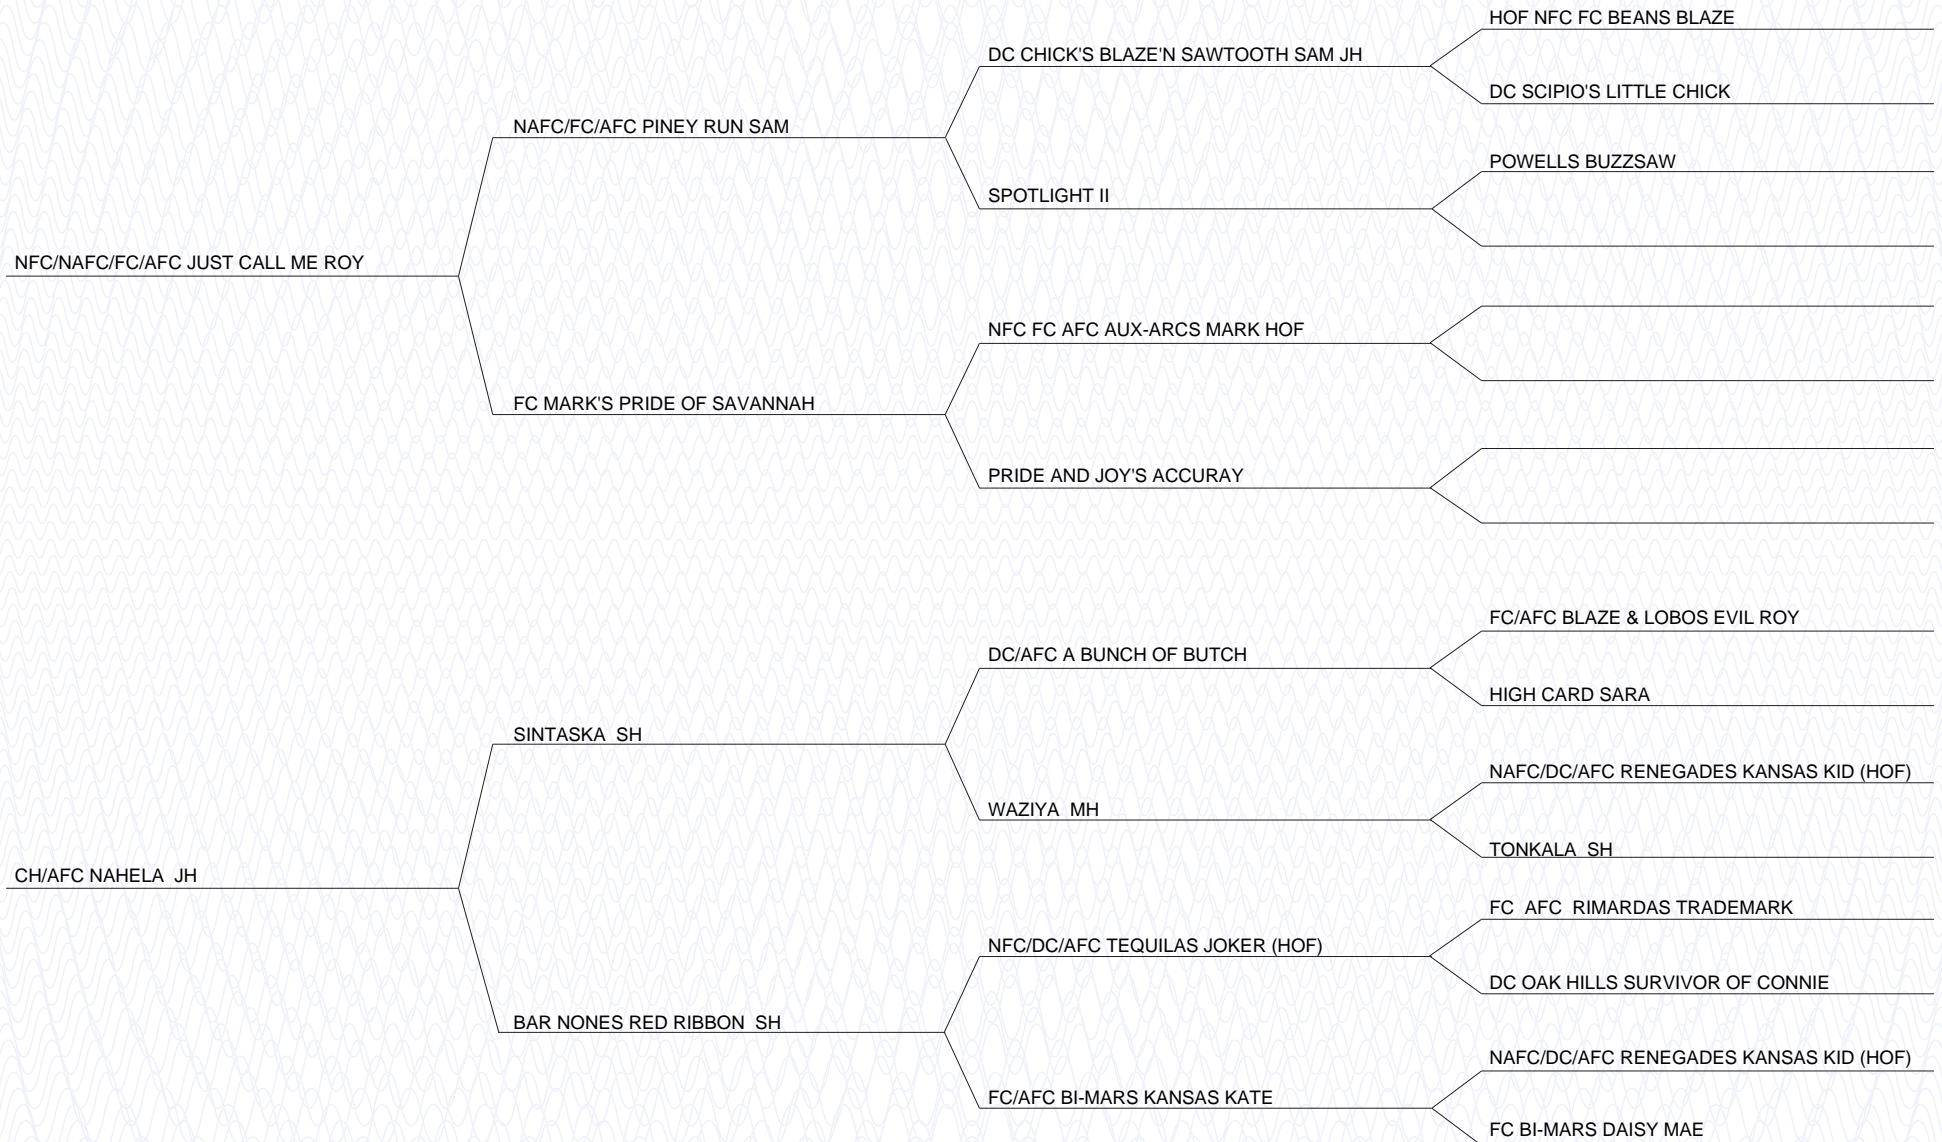 HOF NFC FC BEANS BLAZE
DC CHICK'S BLAZE'N SAWTOOTH SAM JH
DC SCIPIO'S LITTLE CHICK
NAFC/FC/AFC PINEY RUN SAM
POWELLS BUZZSAW
SPOTLIGHT II
NFC/NAFC/FC/AFC JUST CALL ME ROY
NFC FC AFC AUX-ARCS MARK HOF
FC MARK'S PRIDE OF SAVANNAH
PRIDE AND JOY'S ACCURAY
FC/AFC BLAZE & LOBOS EVIL ROY
DC/AFC A BUNCH OF BUTCH
HIGH CARD SARA
SINTASKA  SH
NAFC/DC/AFC RENEGADES KANSAS KID (HOF)
WAZIYA  MH
TONKALA  SH
CH/AFC NAHELA  JH
FC  AFC  RIMARDAS TRADEMARK
NFC/DC/AFC TEQUILAS JOKER (HOF)
DC OAK HILLS SURVIVOR OF CONNIE
BAR NONES RED RIBBON  SH
NAFC/DC/AFC RENEGADES KANSAS KID (HOF)
FC/AFC BI-MARS KANSAS KATE
FC BI-MARS DAISY MAE